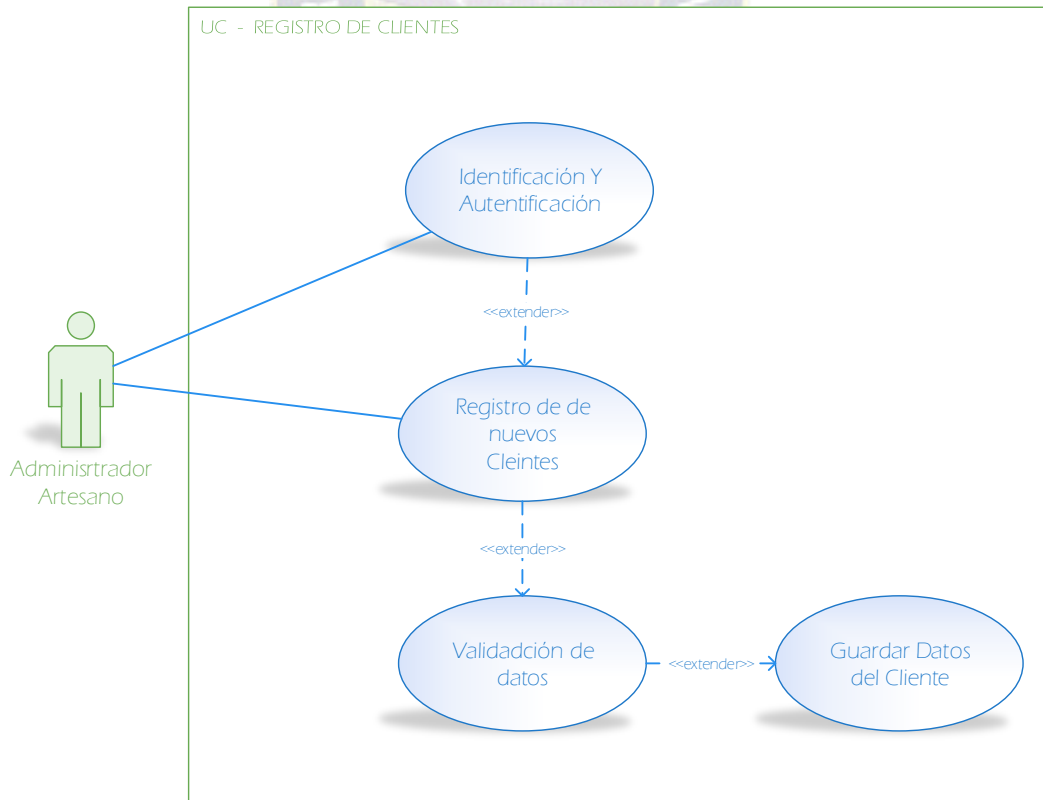 UC - REGISTRO DE CLIENTES
Identificación Y
Autentificación
<<extender>>
Registro de de
nuevos
Cleintes
Adminisrtrador
Artesano
<<extender>>
Validadción de
datos
<<extender>>
Guardar Datos
del Cliente